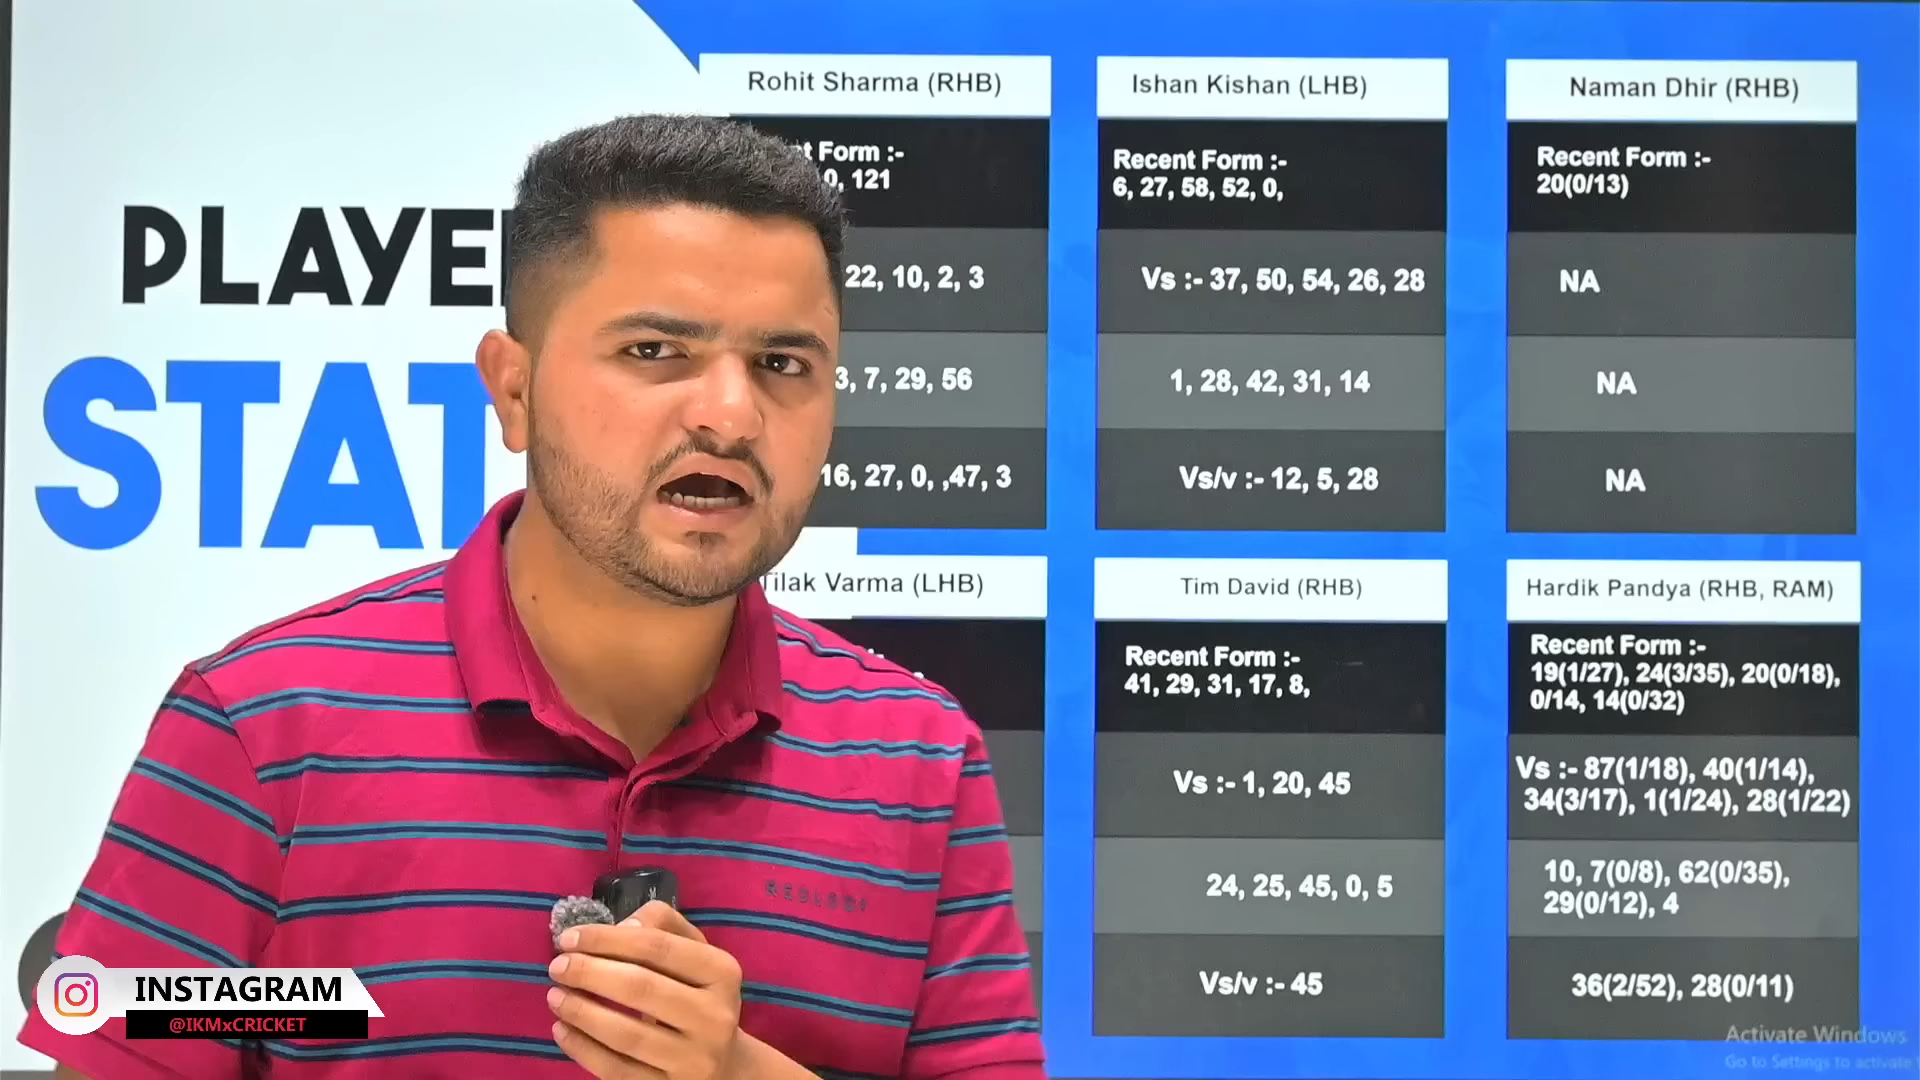 PLAYE
STAT
Rohit Sharma (RHB)
t Form :-
0, 121
22, 10, 2, 3
3, 7, 29, 56
16, 27, 0, ,47, 3
Ishan Kishan (LHB)
Recent Form :-
6, 27, 58, 52, 0,
Vs :- 37, 50, 54, 26, 28
1, 28, 42, 31, 14
Vs/v :- 12, 5, 28
Naman Dhir (RHB)
Recent Form :-
20(0/13)
NA
NA
NA
Tilak Varma (LHB)
Tim David (RHB)
Recent Form :-
41, 29, 31, 17, 8,
Vs :- 1, 20, 45
24, 25, 45, 0, 5
Vs/v :- 45
Hardik Pandya (RHB, RAM)
Recent Form :-
19(1/27), 24(3/35), 20(0/18),
0/14, 14(0/32)
Vs :- 87(1/18), 40(1/14),
34(3/17), 1(1/24), 28(1/22)
10, 7(0/8), 62(0/35),
29(0/12), 4
36(2/52), 28(0/11)
INSTAGRAM
@IKMxCRICKET
Activate Windows
Go to Settings to activate